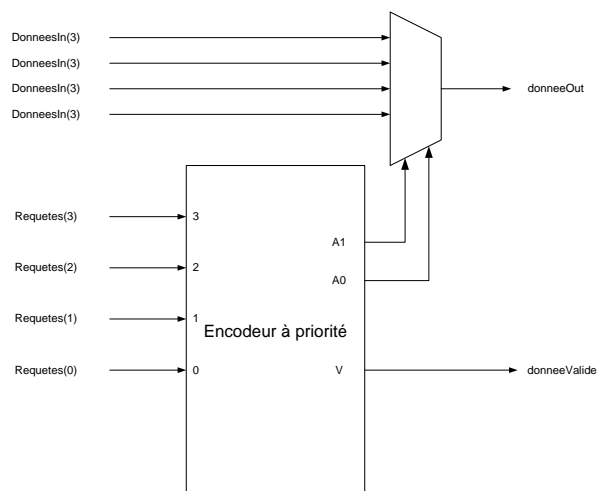 DonneesIn(3)
DonneesIn(3)
DonneesIn(3)
DonneesIn(3)
donneeOut
Requetes(3)
3
A1
Requetes(2)
2
A0
Requetes(1)
1
Encodeur à priorité
Requetes(0)
0
V
donneeValide